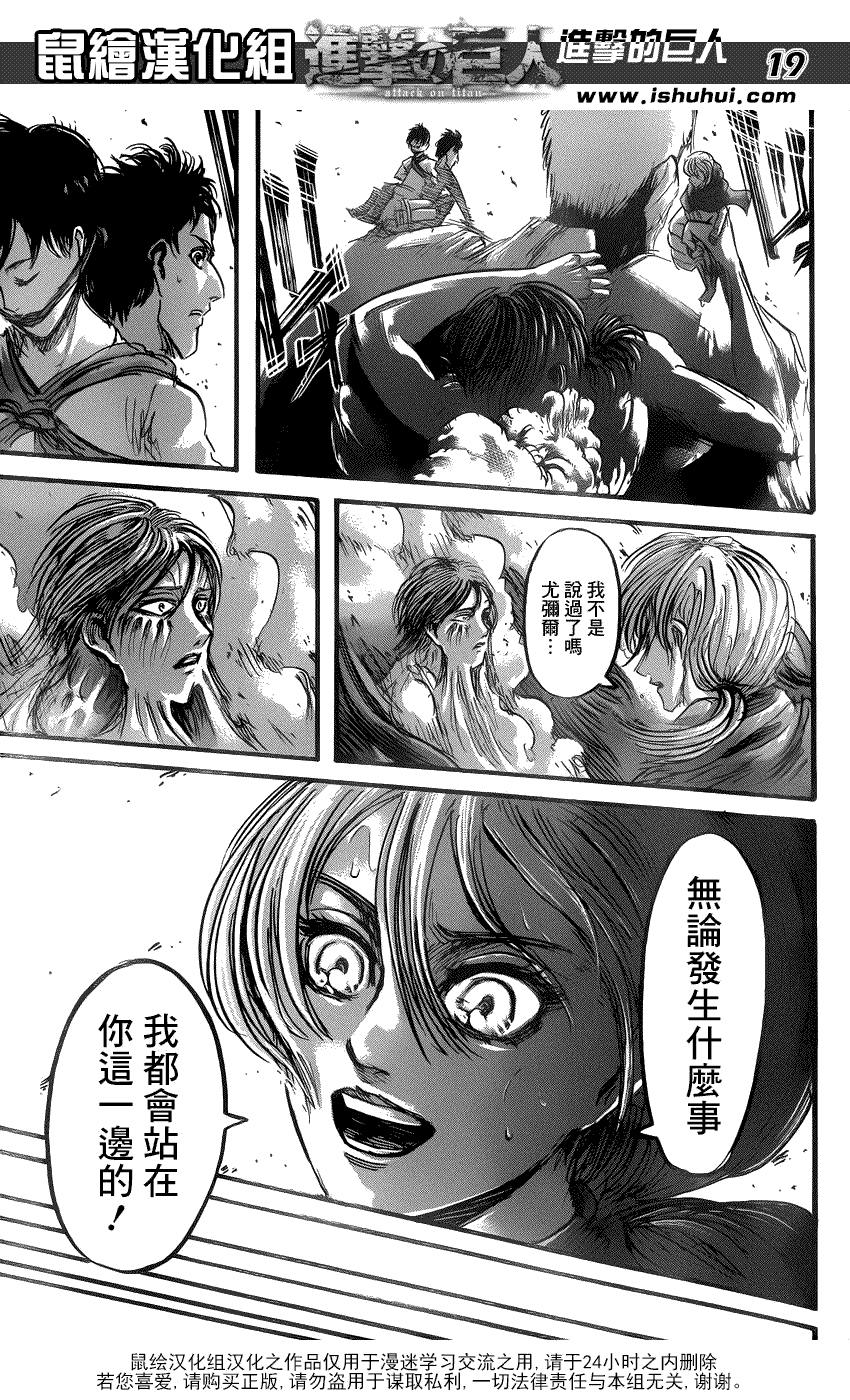 鼠繪漢化組
進撃の巨人
attack on titan
進擊的巨人
www.ishuhui.com
19
我不是
說過了嗎
尤彌爾…
無論發生什麼事
我都會站在
你這一邊的！
鼠绘汉化组汉化之作品仅用于漫迷学习交流之用,请于24小时之内删除
若您喜爱,请购买正版,请勿盗用于谋取私利,一切法律责任与本组无关,谢谢。